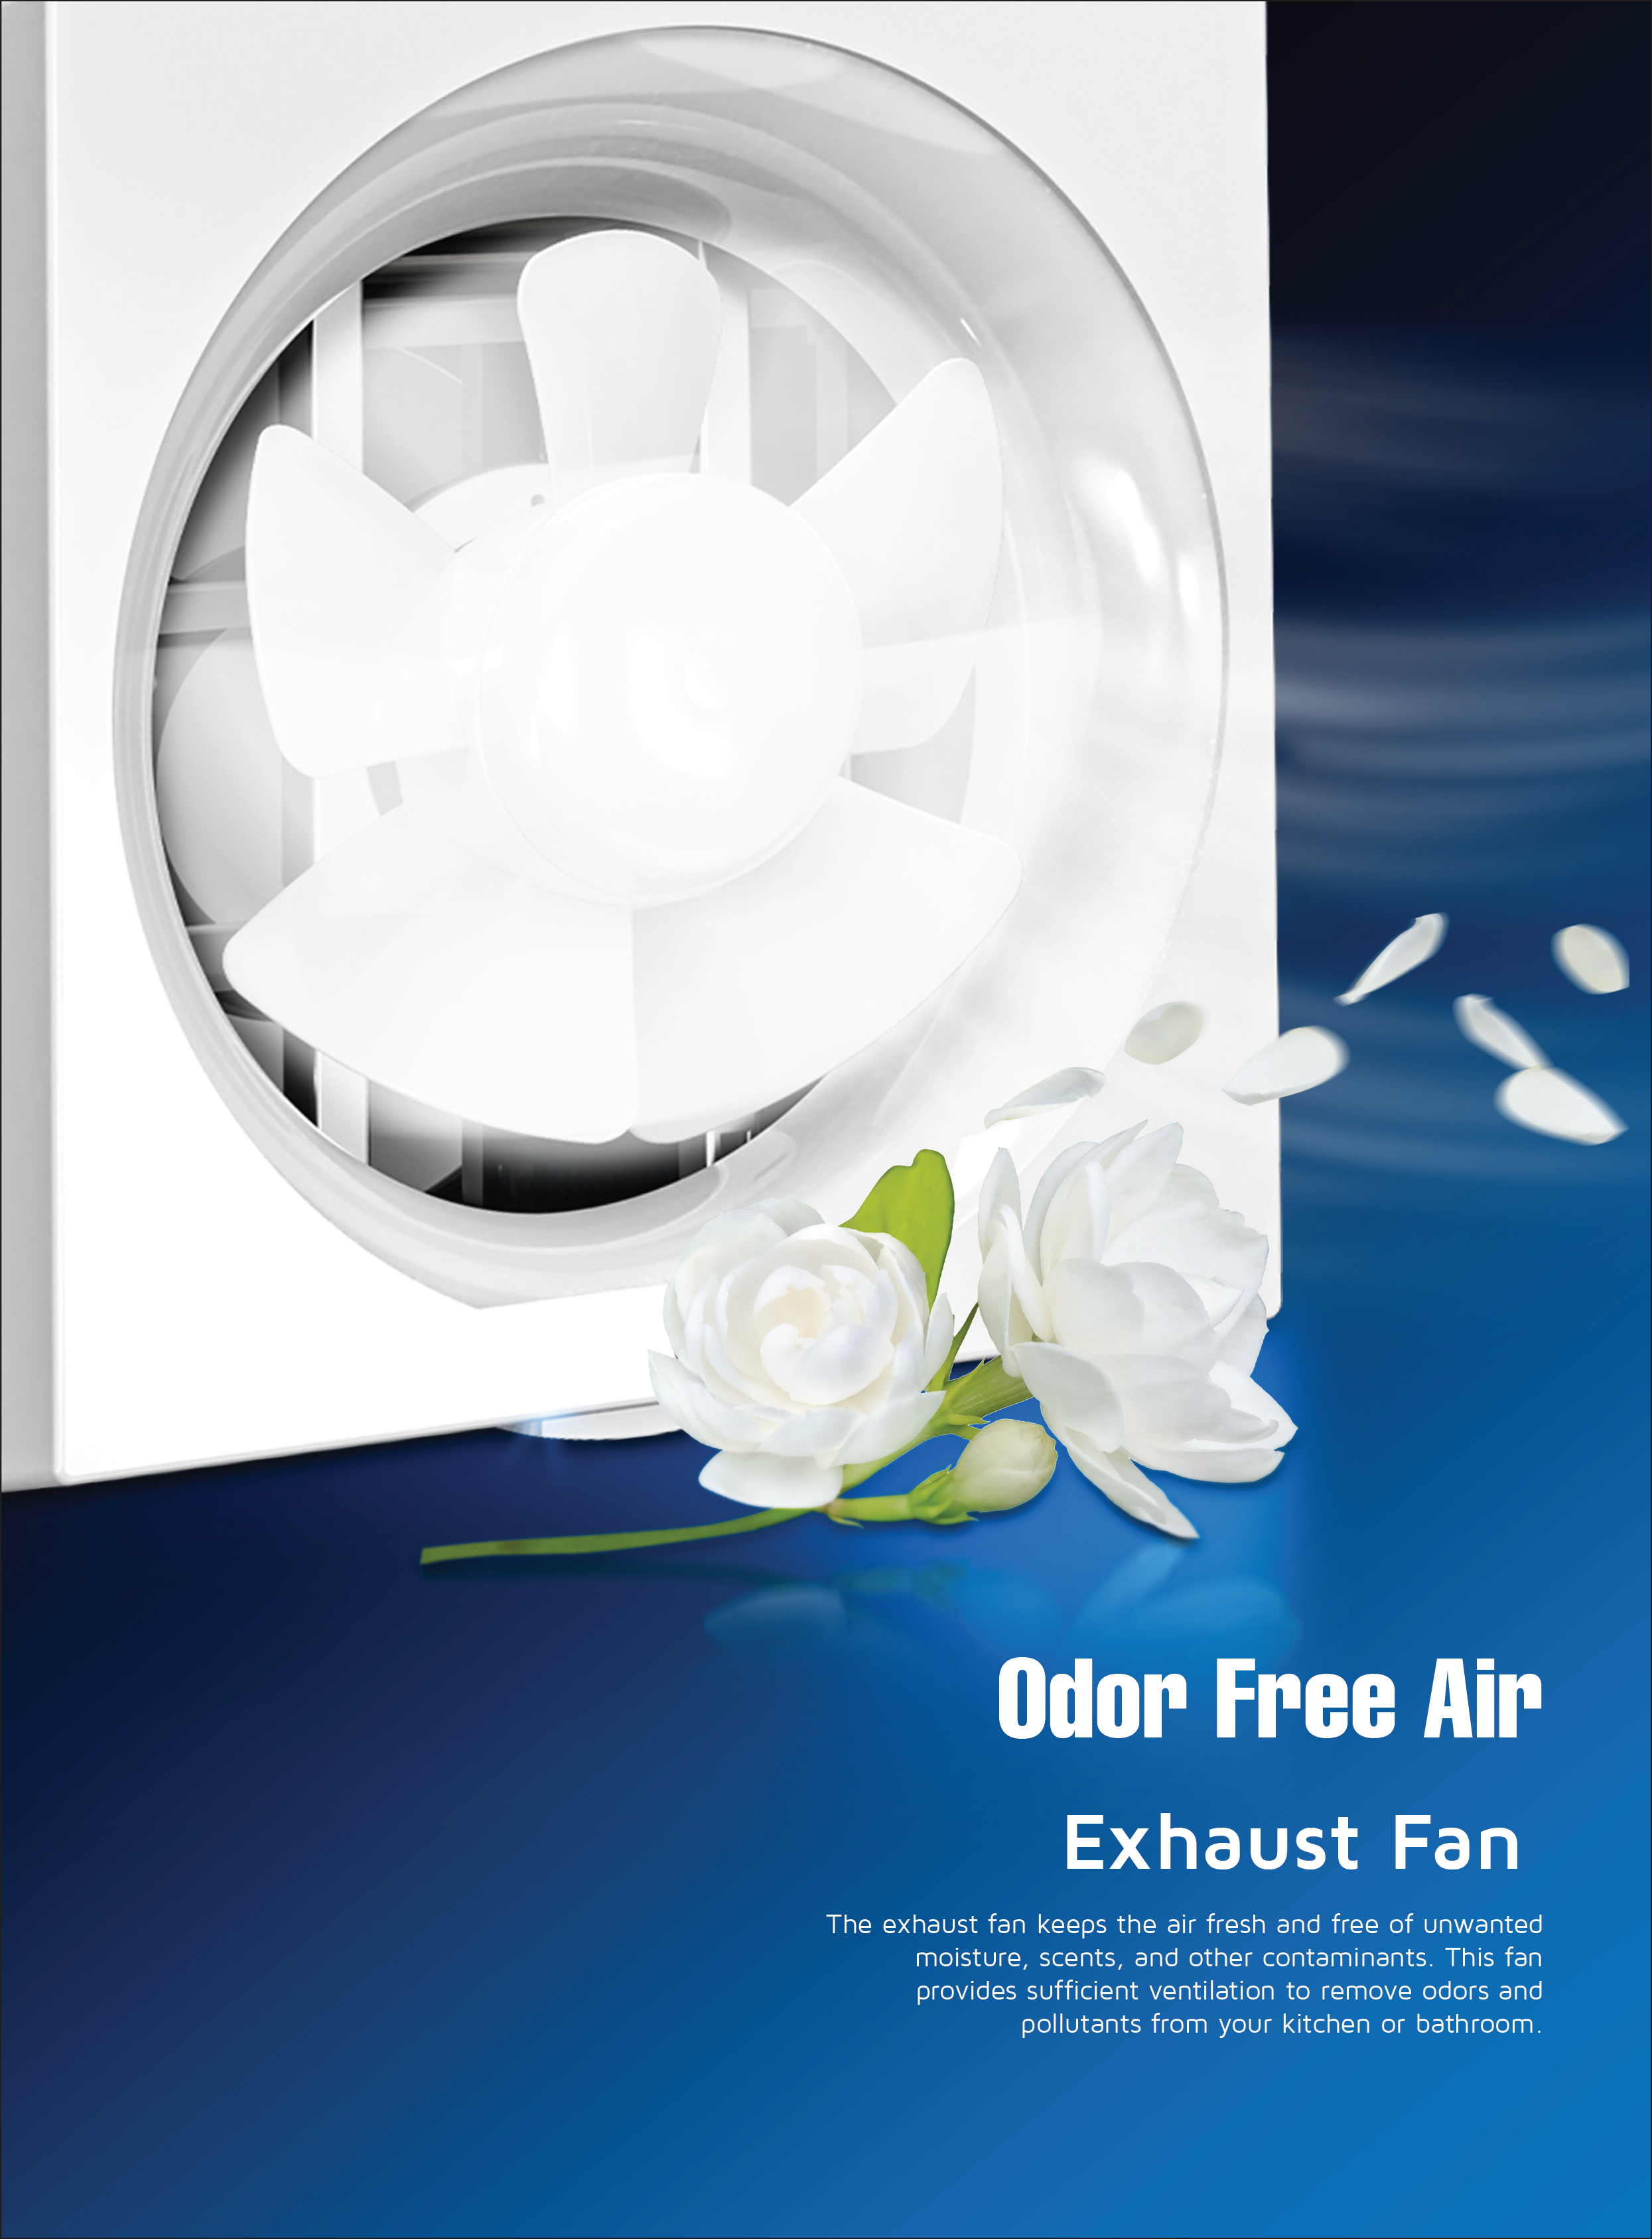 Odor Free Air
Exhaust Fan
The exhaust fan keeps the air fresh and free of unwanted
moisture, scents, and other contaminants. This fan
provides sufficient ventilation to remove odors and
pollutants from your kitchen or bathroom.